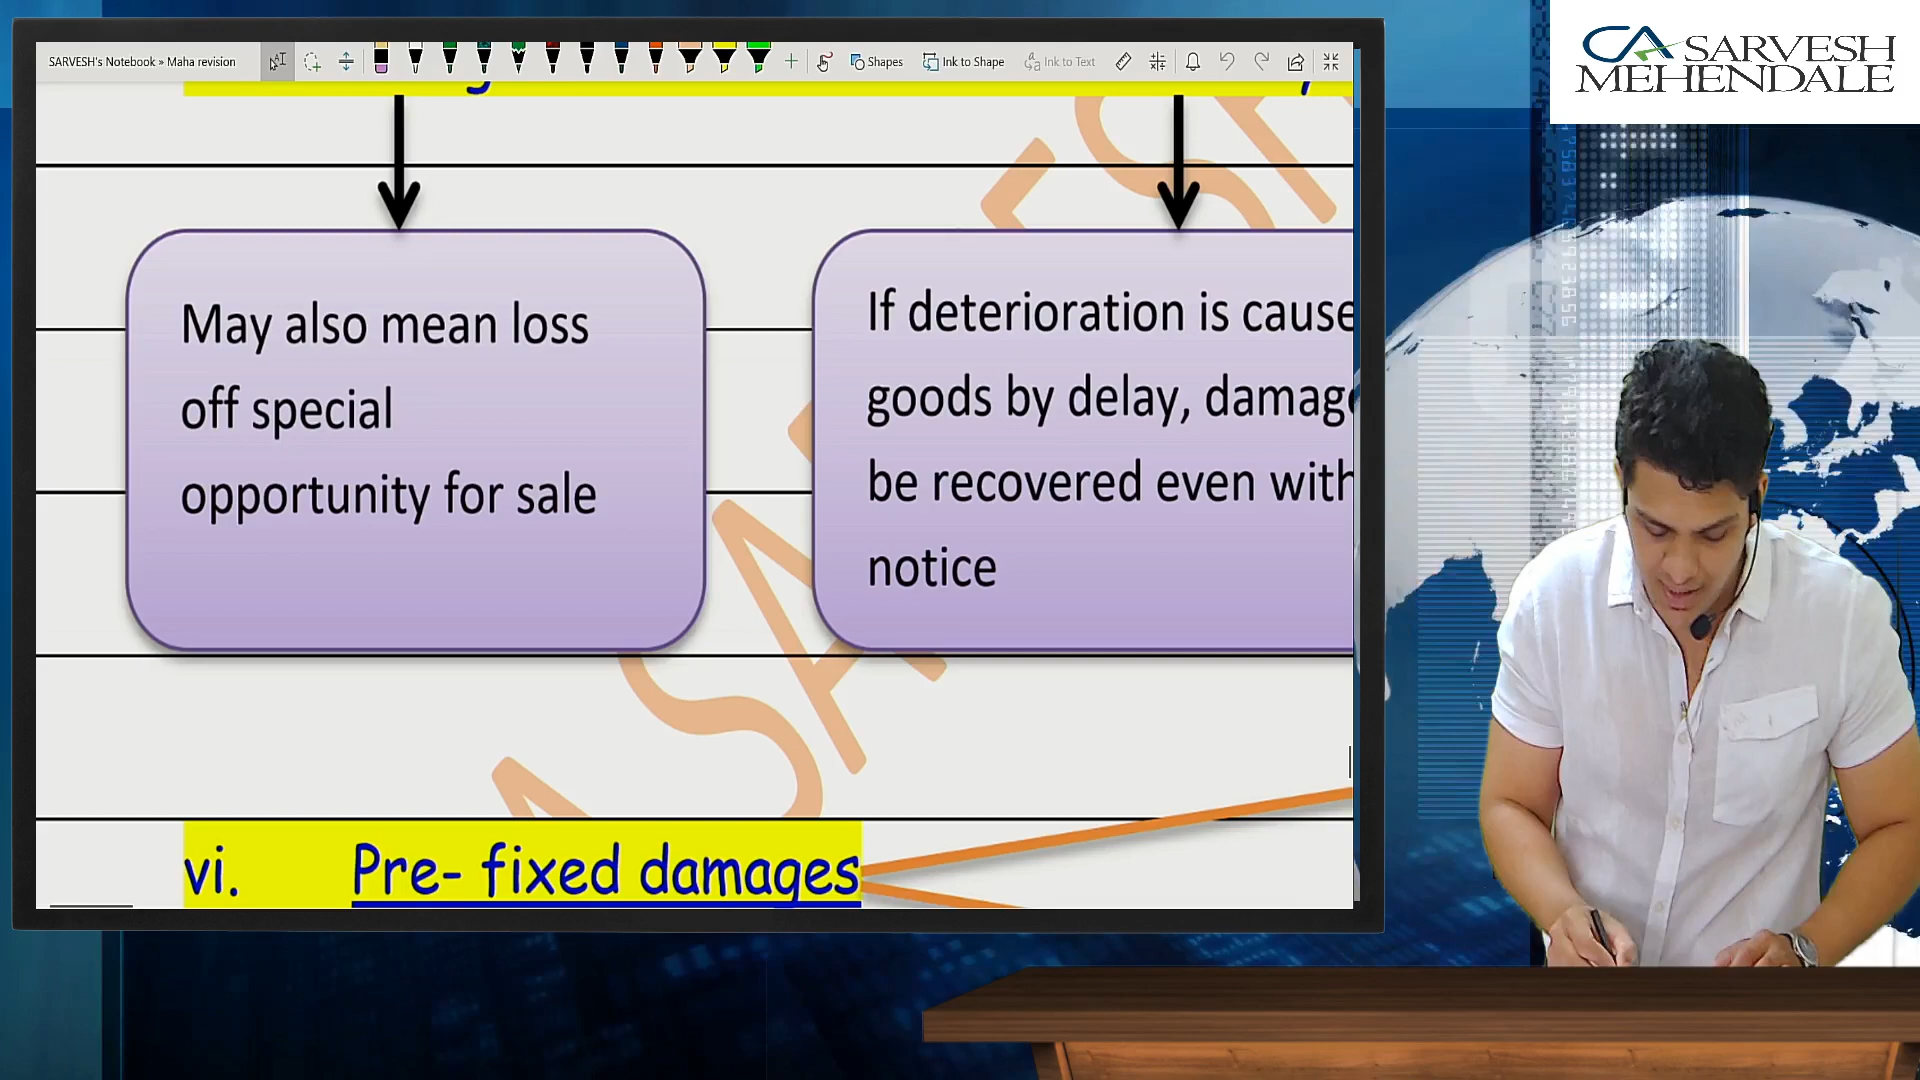 SARVESH's Notebook » Maha revision
Shapes
Ink to Shape
Ink to Text
CA SARVESH
MEHENDALE
May also mean loss
off special
opportunity for sale
If deterioration is cause
goods by delay, damage
be recovered even with
notice
vi. Pre- fixed damages